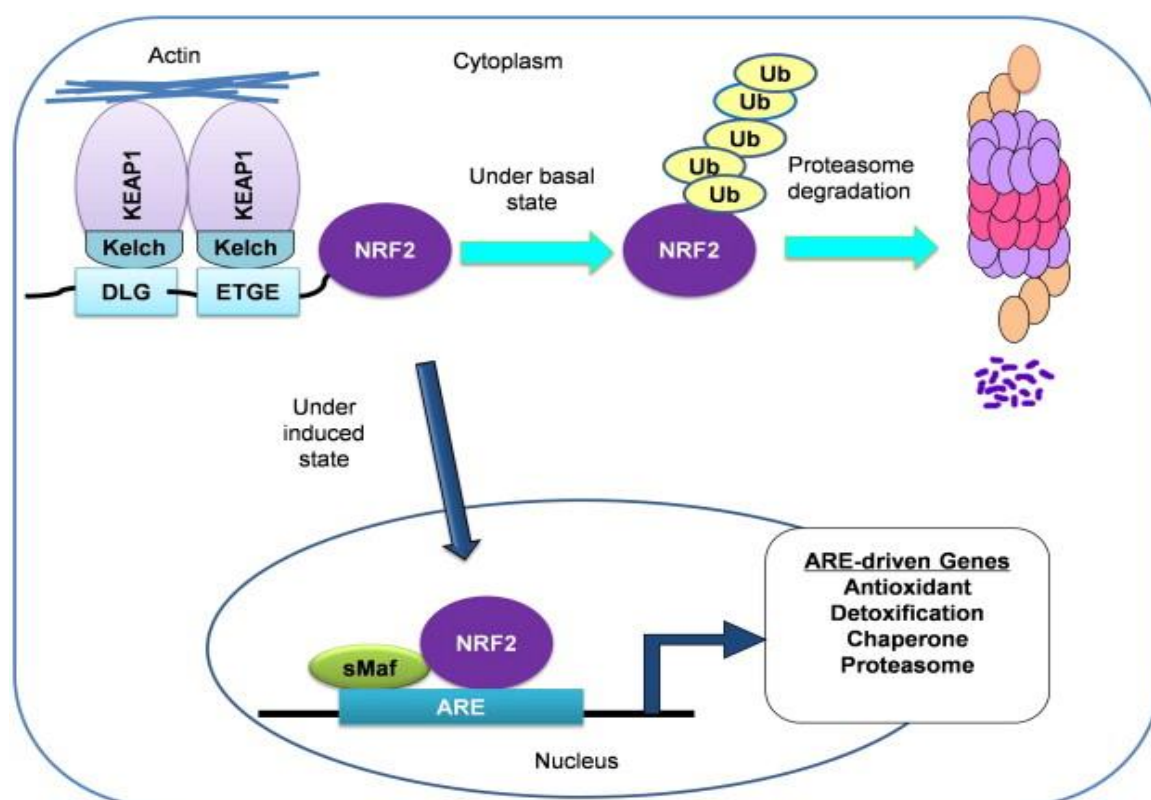 Actin
Cytoplasm
KEAP1
KEAP1
Kelch
Kelch
DLG
ETGE
NRF2
Under basal
state
Ub
Ub
Ub
Ub
Ub
NRF2
Proteasome
degradation
Under
induced
state
sMaf
NRF2
ARE
Nucleus
ARE-driven Genes
Antioxidant
Detoxification
Chaperone
Proteasome